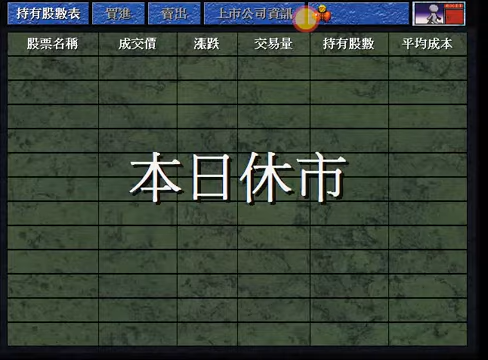 持有股數表 買進 賣出 上市公司資訊
股票名稱 成交價 漲跌 交易量 持有股數 平均成本
本日休市